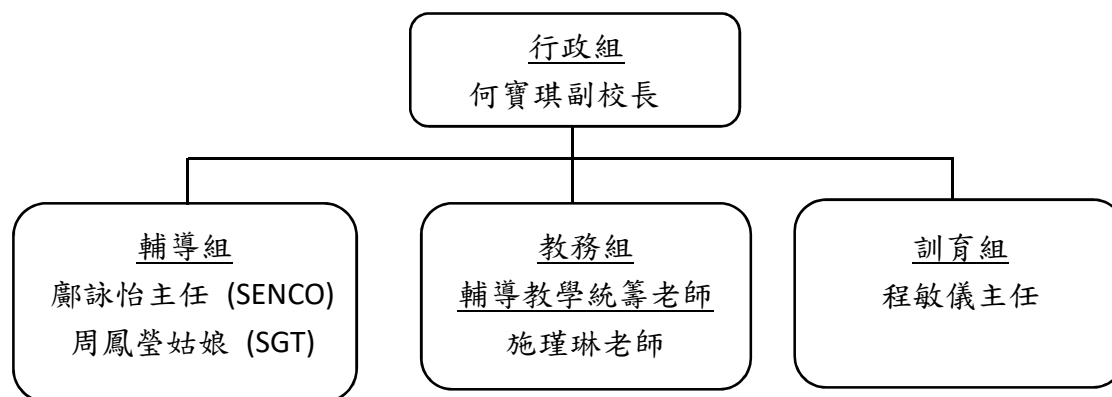 行政組
何寶琪副校長
輔導組
鄺詠怡主任 (SENCO)
周鳳瑩姑娘 (SGT)
教務組
輔導教學統籌老師
施瑾琳老師
訓育組
程敏儀主任